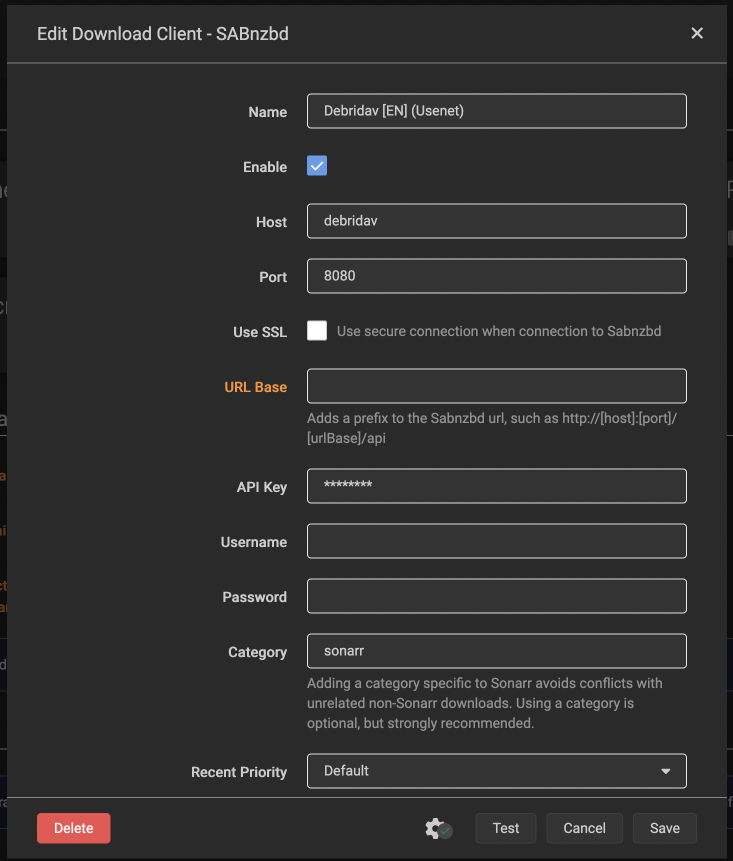 Edit Download Client - SABnzbd
Name
Debridav [EN] (Usenet)
Enable
Host
debridav
Port
8080
Use SSL
Use secure connection when connection to Sabnzbd
URL Base
Adds a prefix to the Sabnzbd url, such as http://[host]:[port]/
[urlBase]/api
API Key
********
Username
Password
Category
sonarr
Adding a category specific to Sonarr avoids conflicts with
unrelated non-Sonarr downloads. Using a category is
optional, but strongly recommended.
Recent Priority
Default
Delete
Test
Cancel
Save